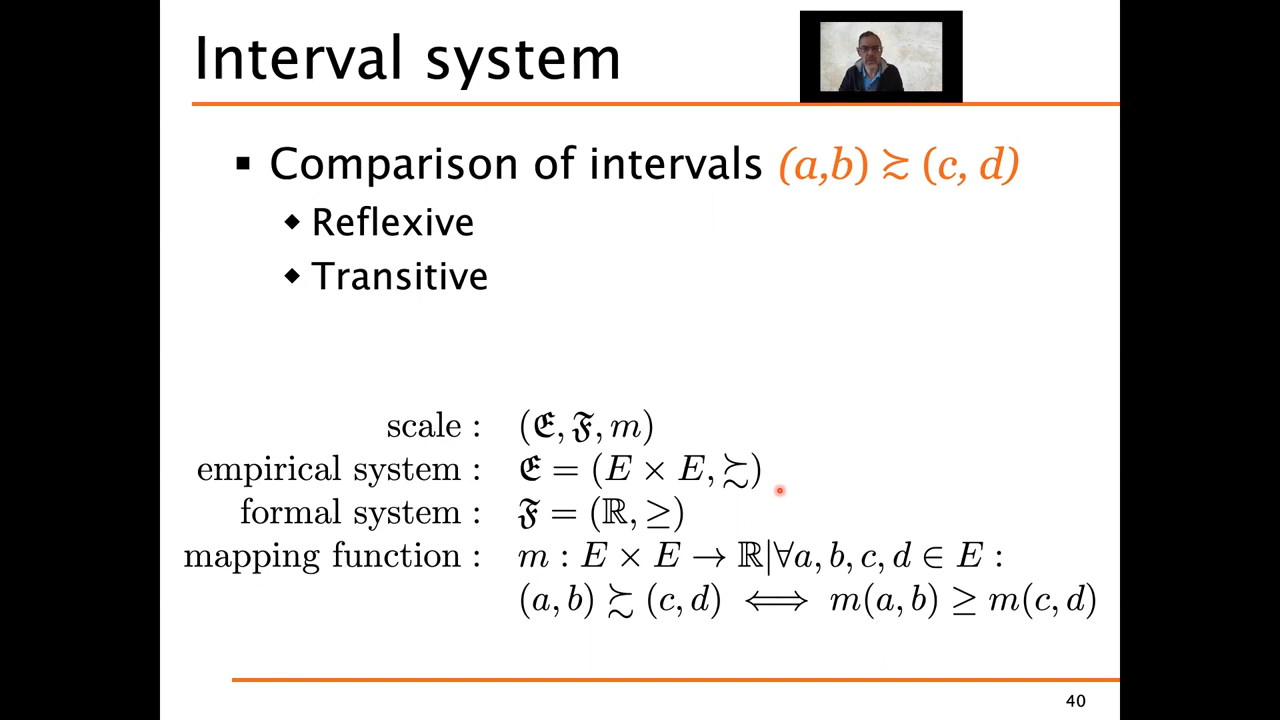 Interval system
▪ Comparison of intervals (a,b) ≿ (c, d)
◆ Reflexive
◆ Transitive
scale : (𝕰, 𝕱, m)
empirical system : 𝕰 = (E × E, ≿)
formal system : 𝕱 = (ℝ, ≥)
mapping function : m : E × E → ℝ|∀a, b, c, d ∈ E :
(a, b) ≿ (c, d) ⟺ m(a, b) ≥ m(c, d)
40